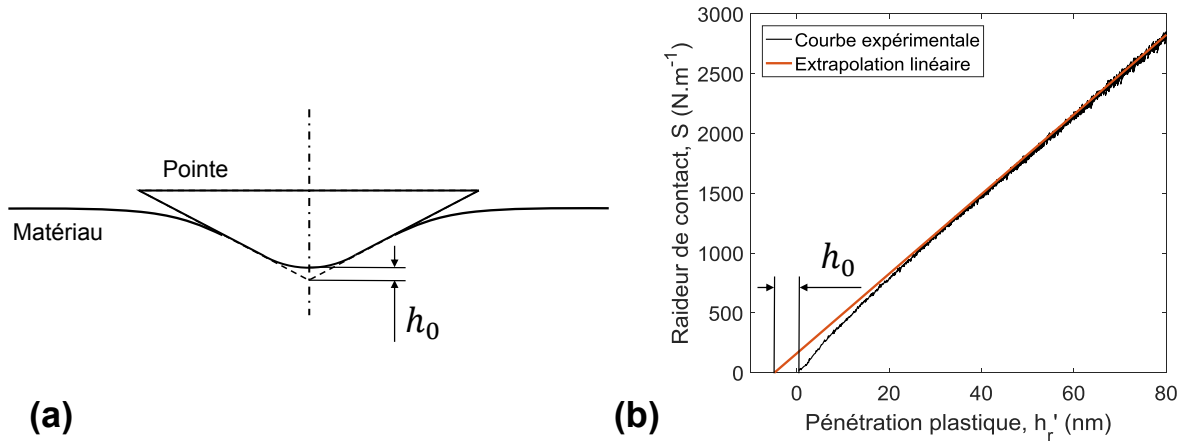 Pointe
Matériau
h₀
(a)
3000
2500
2000
1500
1000
500
0
Raideur de contact, S (N.m⁻¹)
Courbe expérimentale
Extrapolation linéaire
h₀
0
20
40
60
80
Pénétration plastique, hᵣ' (nm)
(b)